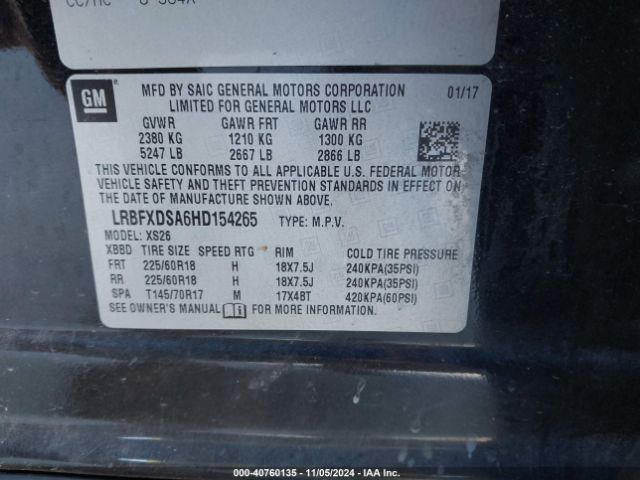 GM
MFD BY SAIC GENERAL MOTORS CORPORATION 01/17
LIMITED FOR GENERAL MOTORS LLC
GVWR GAWR FRT GAWR RR
2380 KG 1210 KG 1300 KG
5247 LB 2667 LB 2866 LB
THIS VEHICLE CONFORMS TO ALL APPLICABLE U.S. FEDERAL MOTOR
VEHICLE SAFETY AND THEFT PREVENTION STANDARDS IN EFFECT ON
THE DATE OF MANUFACTURE SHOWN ABOVE.
LRBFXDSA6HD154265 TYPE: M.P.V.
MODEL: XS26
XBBD TIRE SIZE SPEED RTG RIM COLD TIRE PRESSURE
FRT 225/60R18 H 18X7.5J 240KPA(35PSI)
RR 225/60R18 H 18X7.5J 240KPA(35PSI)
SPA T145/70R17 M 17X4BT 420KPA(60PSI)
SEE OWNER'S MANUAL FOR MORE INFORMATION
000-40760135 - 11/05/2024 - IAA, LLC.